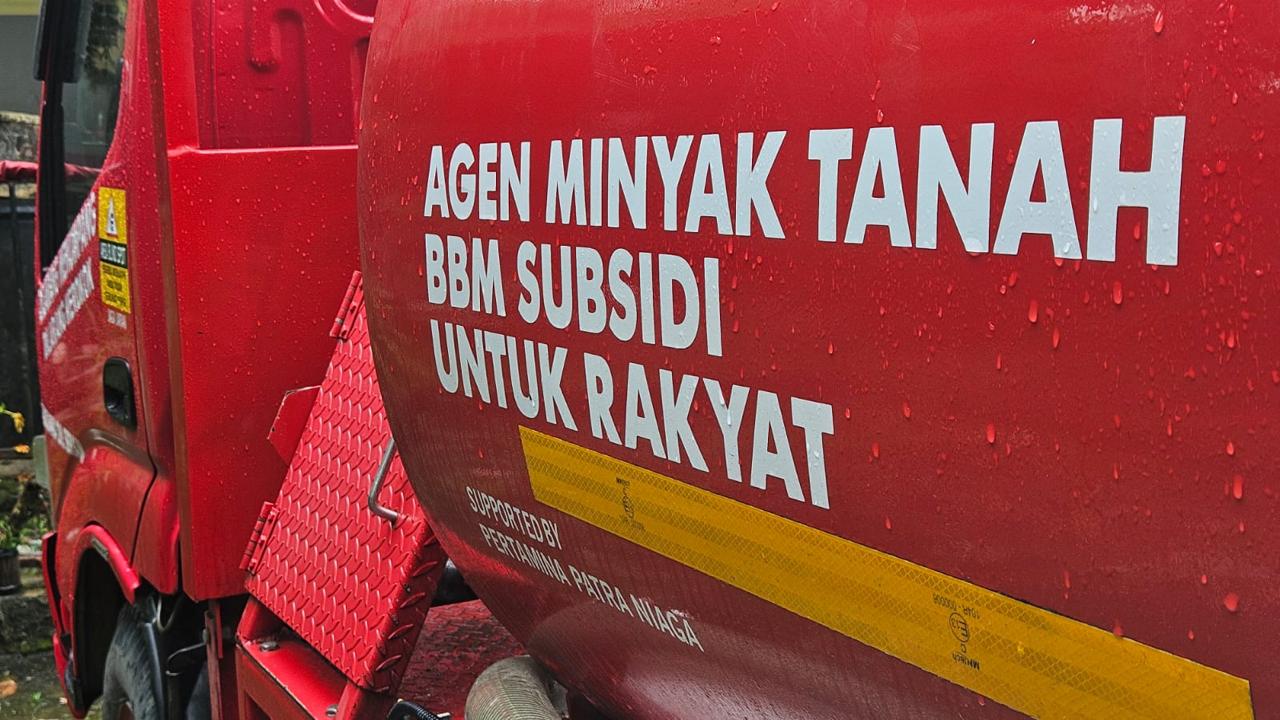 AGEN MINYAK TANAH
BBM SUBSIDI
UNTUK RAKYAT
SUPPORTED BY
PERTAMINA PATRA NIAGA